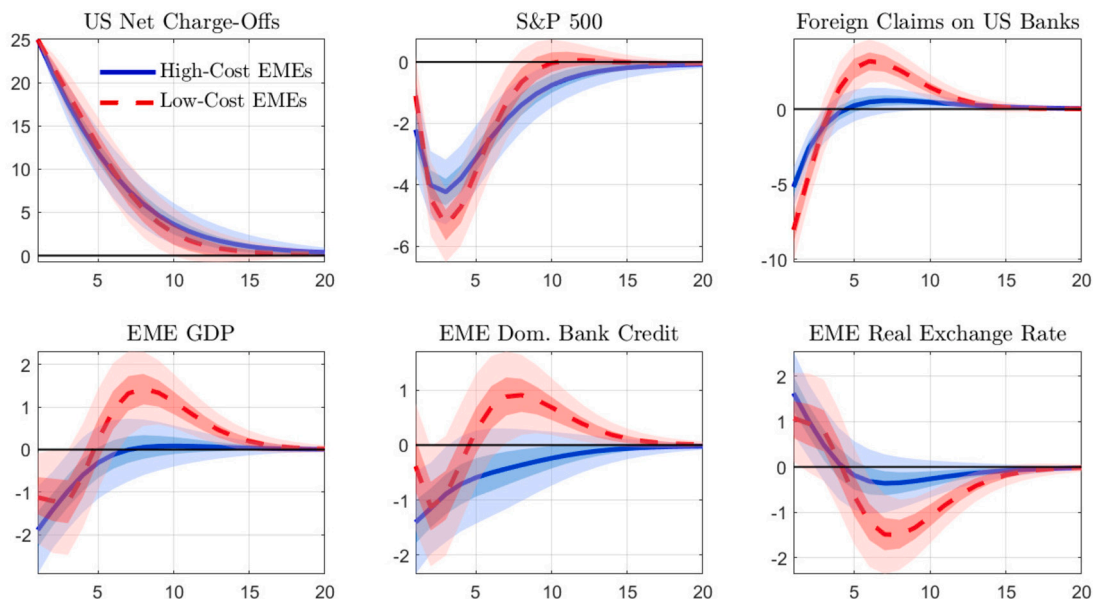 US Net Charge-Offs
25
20
15
10
5
0
High-Cost EMEs
Low-Cost EMEs
5 10 15 20
S&P 500
0
-2
-4
-6
5 10 15 20
Foreign Claims on US Banks
0
-5
-10
5 10 15 20
EME GDP
2
1
0
-1
-2
5 10 15 20
EME Dom. Bank Credit
1
0
-1
-2
5 10 15 20
EME Real Exchange Rate
2
1
0
-1
-2
5 10 15 20